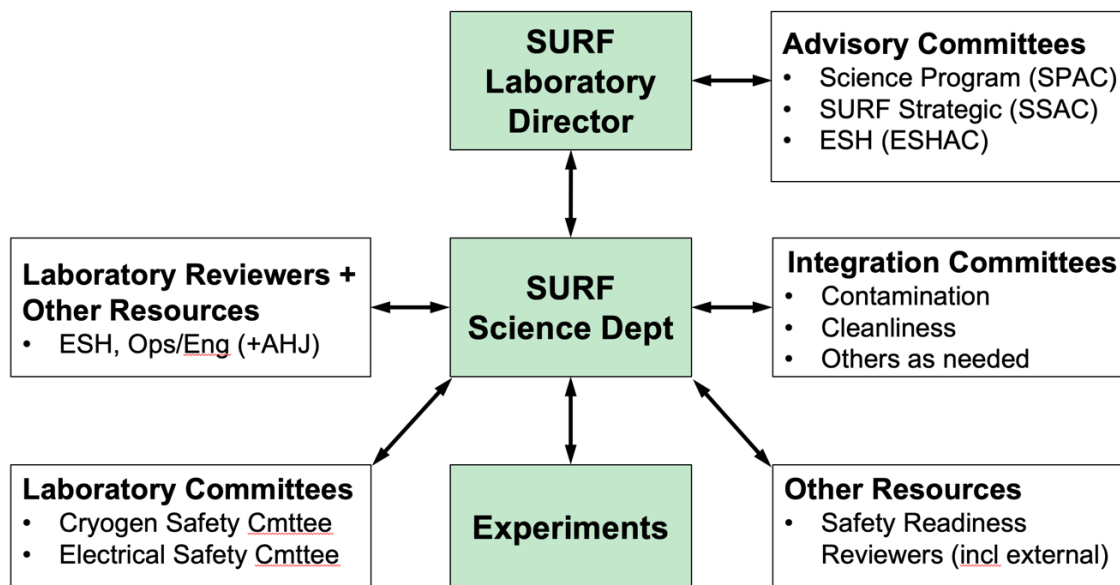 SURF
Laboratory
Director
Advisory Committees
• Science Program (SPAC)
• SURF Strategic (SSAC)
• ESH (ESHAC)
Laboratory Reviewers +
Other Resources
• ESH, Ops/Eng (+AHJ)
SURF
Science Dept
Integration Committees
• Contamination
• Cleanliness
• Others as needed
Laboratory Committees
• Cryogen Safety Cmttee
• Electrical Safety Cmttee
Experiments
Other Resources
• Safety Readiness
Reviewers (incl external)